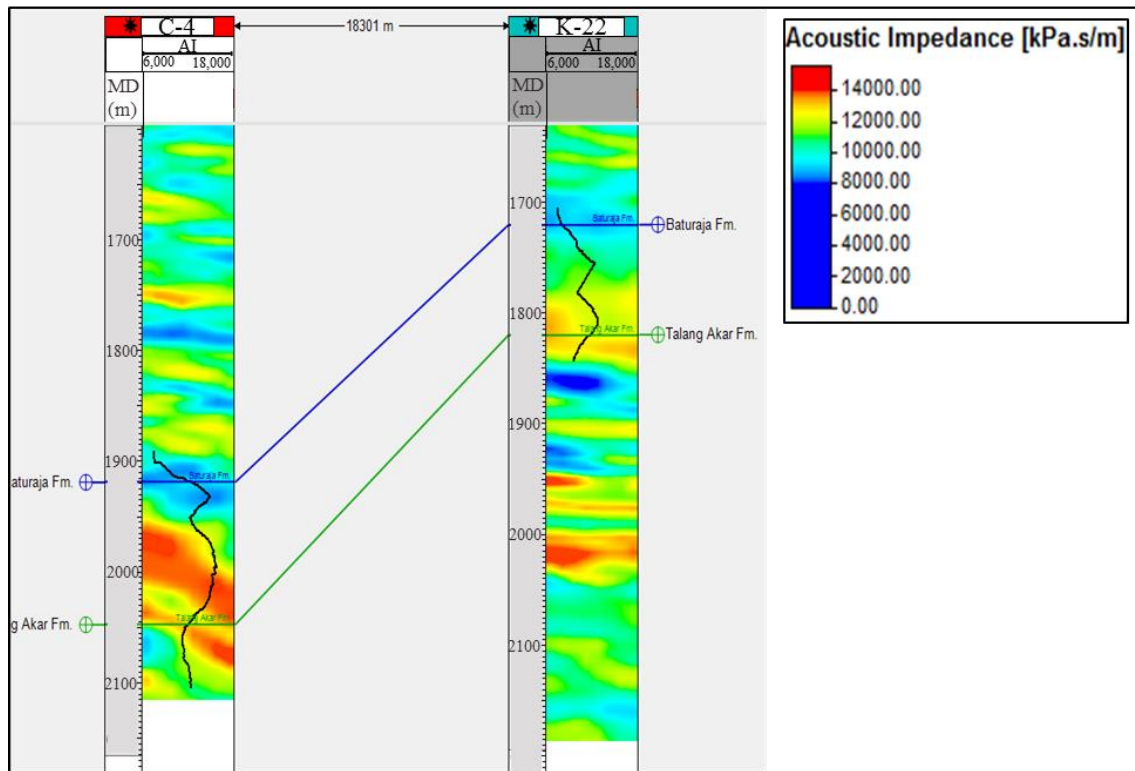 C-4
18301 m
K-22
AI
6,000 18,000
AI
6,000 18,000
MD
(m)
MD
(m)
1700
1800
1900
2000
2100
Baturaja Fm.
Talang Akar Fm.
aturaja Fm.
g Akar Fm.
1700
1800
1900
2000
2100
Baturaja Fm.
Talang Akar Fm.
Baturaja Fm.
Talang Akar Fm.
Acoustic Impedance [kPa.s/m]
14000.00
12000.00
10000.00
8000.00
6000.00
4000.00
2000.00
0.00